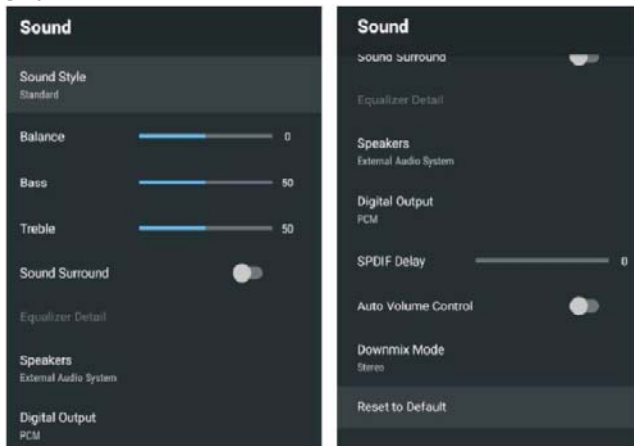 Sound
Sound Style
Standard
Balance 0
Bass 50
Treble 50
Sound Surround
Equalizer Detail
Speakers
External Audio System
Digital Output
PCM
Sound
Sound Surround
Equalizer Detail
Speakers
External Audio System
Digital Output
PCM
SPDIF Delay 0
Auto Volume Control
Downmix Mode
Stereo
Reset to Default